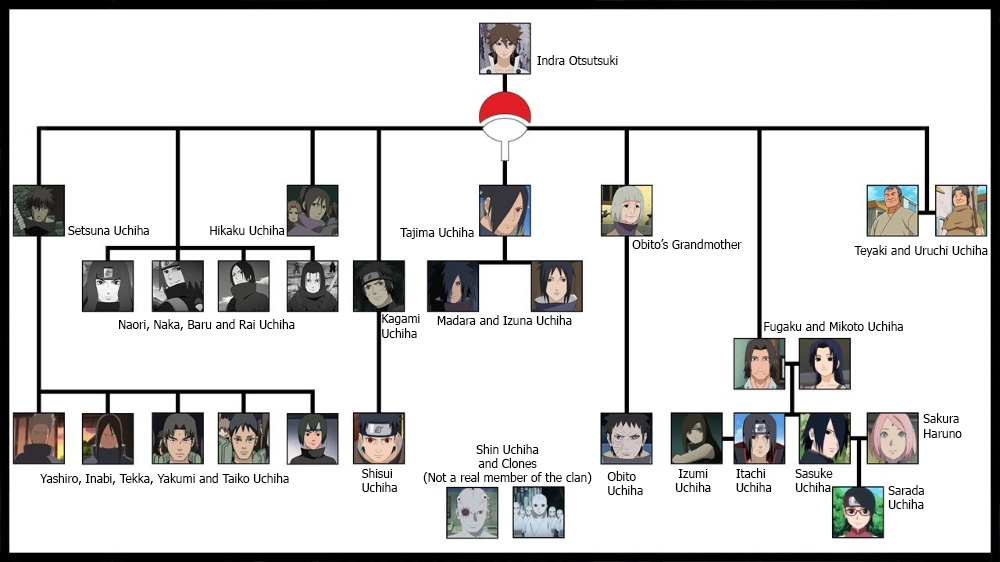 Indra Otsutsuki
Setsuna Uchiha
Hikaku Uchiha
Tajima Uchiha
Obito's Grandmother
Teyaki and Uruchi Uchiha
Naori, Naka, Baru and Rai Uchiha
Kagami
Uchiha
Madara and Izuna Uchiha
Fugaku and Mikoto Uchiha
Yashiro, Inabi, Tekka, Yakumi and Taiko Uchiha
Shisui
Uchiha
Shin Uchiha
and Clones
(Not a real member of the clan)
Obito
Uchiha
Izumi
Uchiha
Itachi
Uchiha
Sasuke
Uchiha
Sakura
Haruno
Sarada
Uchiha